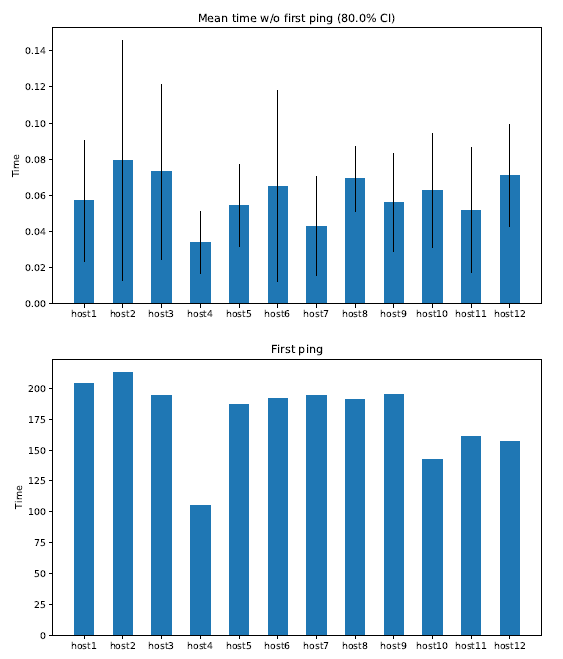 Mean time w/o first ping (80.0% CI)
0.14
0.12
0.10
0.08
0.06
0.04
0.02
0.00
Time
host1 host2 host3 host4 host5 host6 host7 host8 host9 host10 host11 host12
First ping
200
175
150
125
100
75
50
25
0
Time
host1 host2 host3 host4 host5 host6 host7 host8 host9 host10 host11 host12